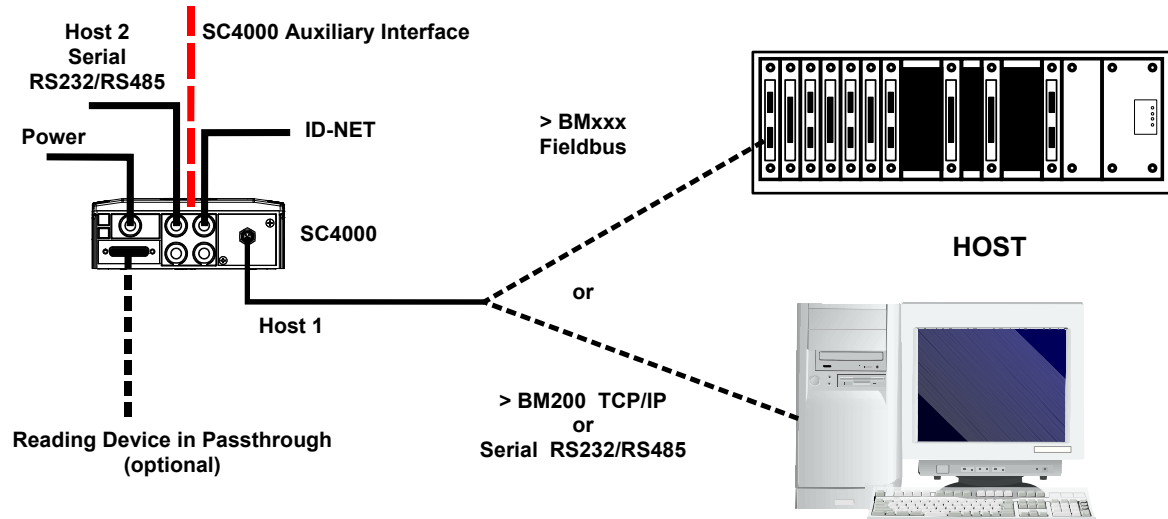 Host 2
Serial
RS232/RS485
SC4000 Auxiliary Interface
Power
ID-NET
> BMxxx
Fieldbus
SC4000
HOST
or
Host 1
> BM200 TCP/IP
or
Serial RS232/RS485
Reading Device in Passthrough
(optional)